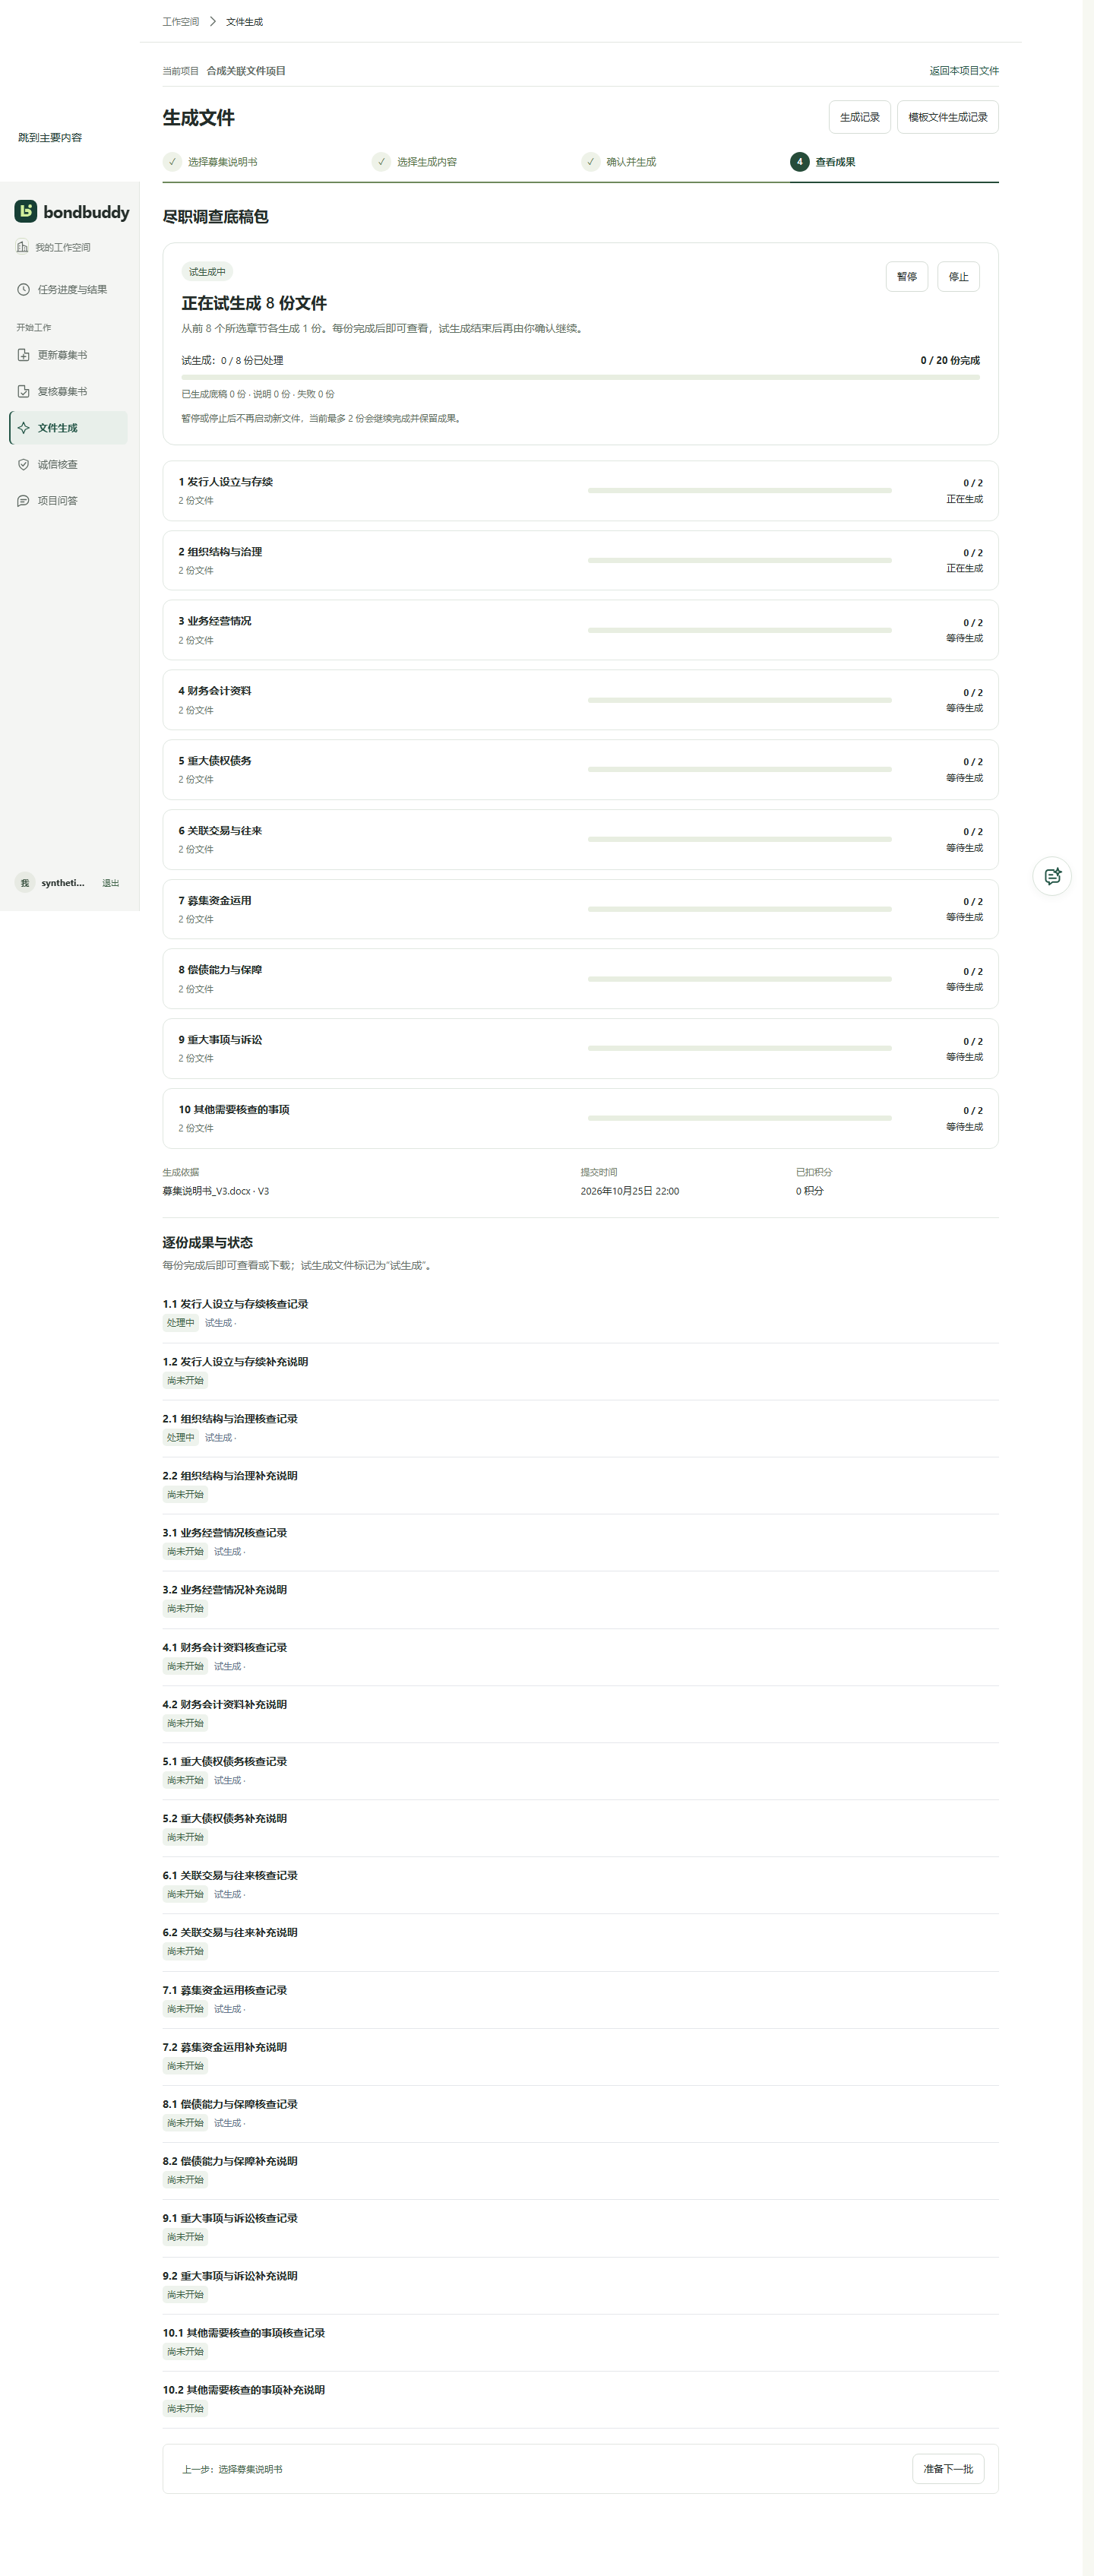 工作空间 > 文件生成
当前项目 合成关联文件项目
返回本项目文件
生成文件
生成记录
模板文件生成记录
跳到主要内容
✓ 选择募集说明书
✓ 选择生成内容
✓ 确认并生成
4 查看成果
bondbuddy
我的工作空间
任务进度与结果
开始工作
更新募集书
复核募集书
文件生成
诚信核查
项目问答
我 syntheti... 退出
尽职调查底稿包
试生成中
暂停
停止
正在试生成 8 份文件
从前 8 个所选章节各生成 1 份。每份完成后即可查看，试生成结束后再由你确认继续。
试生成：0 / 8 份已处理
0 / 20 份完成
已生成底稿 0 份 · 说明 0 份 · 失败 0 份
暂停或停止后不再启动新文件，当前最多 2 份会继续完成并保留成果。
1 发行人设立与存续
2 份文件
0 / 2
正在生成
2 组织结构与治理
2 份文件
0 / 2
正在生成
3 业务经营情况
2 份文件
0 / 2
等待生成
4 财务会计资料
2 份文件
0 / 2
等待生成
5 重大债权债务
2 份文件
0 / 2
等待生成
6 关联交易与往来
2 份文件
0 / 2
等待生成
7 募集资金运用
2 份文件
0 / 2
等待生成
8 偿债能力与保障
2 份文件
0 / 2
等待生成
9 重大事项与诉讼
2 份文件
0 / 2
等待生成
10 其他需要核查的事项
2 份文件
0 / 2
等待生成
生成依据
募集说明书_V3.docx · V3
提交时间
2026年10月25日 22:00
已扣积分
0 积分
逐份成果与状态
每份完成后即可查看或下载；试生成文件标记为“试生成”。
1.1 发行人设立与存续核查记录
处理中 试生成 ·
1.2 发行人设立与存续补充说明
尚未开始
2.1 组织结构与治理核查记录
处理中 试生成 ·
2.2 组织结构与治理补充说明
尚未开始
3.1 业务经营情况核查记录
尚未开始 试生成 ·
3.2 业务经营情况补充说明
尚未开始
4.1 财务会计资料核查记录
尚未开始 试生成 ·
4.2 财务会计资料补充说明
尚未开始
5.1 重大债权债务核查记录
尚未开始 试生成 ·
5.2 重大债权债务补充说明
尚未开始
6.1 关联交易与往来核查记录
尚未开始 试生成 ·
6.2 关联交易与往来补充说明
尚未开始
7.1 募集资金运用核查记录
尚未开始 试生成 ·
7.2 募集资金运用补充说明
尚未开始
8.1 偿债能力与保障核查记录
尚未开始 试生成 ·
8.2 偿债能力与保障补充说明
尚未开始
9.1 重大事项与诉讼核查记录
尚未开始
9.2 重大事项与诉讼补充说明
尚未开始
10.1 其他需要核查的事项核查记录
尚未开始
10.2 其他需要核查的事项补充说明
尚未开始
上一步：选择募集说明书
准备下一批